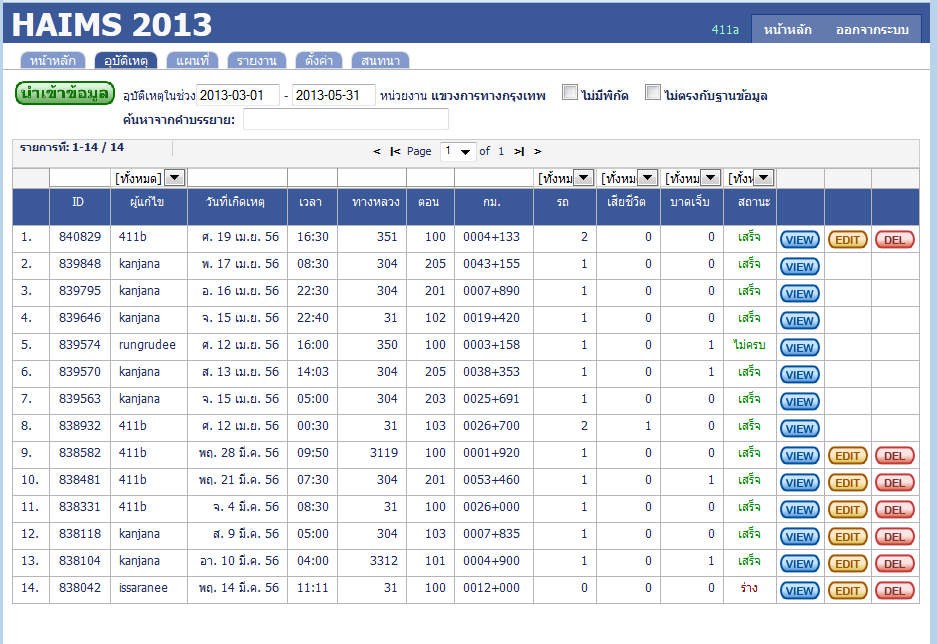 HAIMS 2013
411a หน้าหลัก ออกจากระบบ
หน้าหลัก อุบัติเหตุ แผนที่ รายงาน ตั้งค่า สนทนา
นำเข้าข้อมูล อุบัติเหตุในช่วง 2013-03-01 - 2013-05-31 หน่วยงาน แขวงการทางกรุงเทพ ไม่มีพิกัด ไม่ตรงกับฐานข้อมูล
ค้นหาจากคำบรรยาย:
รายการที่: 1-14 / 14 < |< Page 1 of 1 >| >
[ทั้งหมด] [ทั้งหม [ทั้งหม [ทั้งหม [ทั้งห
ID ผู้แก้ไข วันที่เกิดเหตุ เวลา ทางหลวง ตอน กม. รถ เสียชีวิต บาดเจ็บ สถานะ
1. 840829 411b ศ. 19 เม.ย. 56 16:30 351 100 0004+133 2 0 0 เสร็จ VIEW EDIT DEL
2. 839848 kanjana พ. 17 เม.ย. 56 08:30 304 205 0043+155 1 0 0 เสร็จ VIEW
3. 839795 kanjana อ. 16 เม.ย. 56 22:30 304 201 0007+890 1 0 0 เสร็จ VIEW
4. 839646 kanjana จ. 15 เม.ย. 56 22:40 31 102 0019+420 1 0 0 เสร็จ VIEW
5. 839574 rungrudee ศ. 12 เม.ย. 56 16:00 350 100 0003+158 1 0 1 ไม่ครบ VIEW
6. 839570 kanjana ส. 13 เม.ย. 56 14:03 304 205 0038+353 1 0 1 เสร็จ VIEW
7. 839563 kanjana จ. 15 เม.ย. 56 05:00 304 203 0025+691 1 0 0 เสร็จ VIEW
8. 838932 411b ศ. 12 เม.ย. 56 00:30 31 103 0026+700 2 1 0 เสร็จ VIEW
9. 838582 411b พฤ. 28 มี.ค. 56 09:50 3119 100 0001+920 1 0 0 เสร็จ VIEW EDIT DEL
10. 838481 411b พฤ. 21 มี.ค. 56 07:30 304 201 0053+460 1 0 1 เสร็จ VIEW EDIT DEL
11. 838331 411b จ. 4 มี.ค. 56 08:30 31 100 0026+000 1 0 0 เสร็จ VIEW EDIT DEL
12. 838118 kanjana ส. 9 มี.ค. 56 05:00 304 103 0007+835 1 0 0 เสร็จ VIEW EDIT DEL
13. 838104 kanjana อา. 10 มี.ค. 56 04:00 3312 101 0004+900 1 0 1 เสร็จ VIEW EDIT DEL
14. 838042 issaranee พฤ. 14 มี.ค. 56 11:11 31 100 0012+000 0 0 0 ร่าง VIEW EDIT DEL